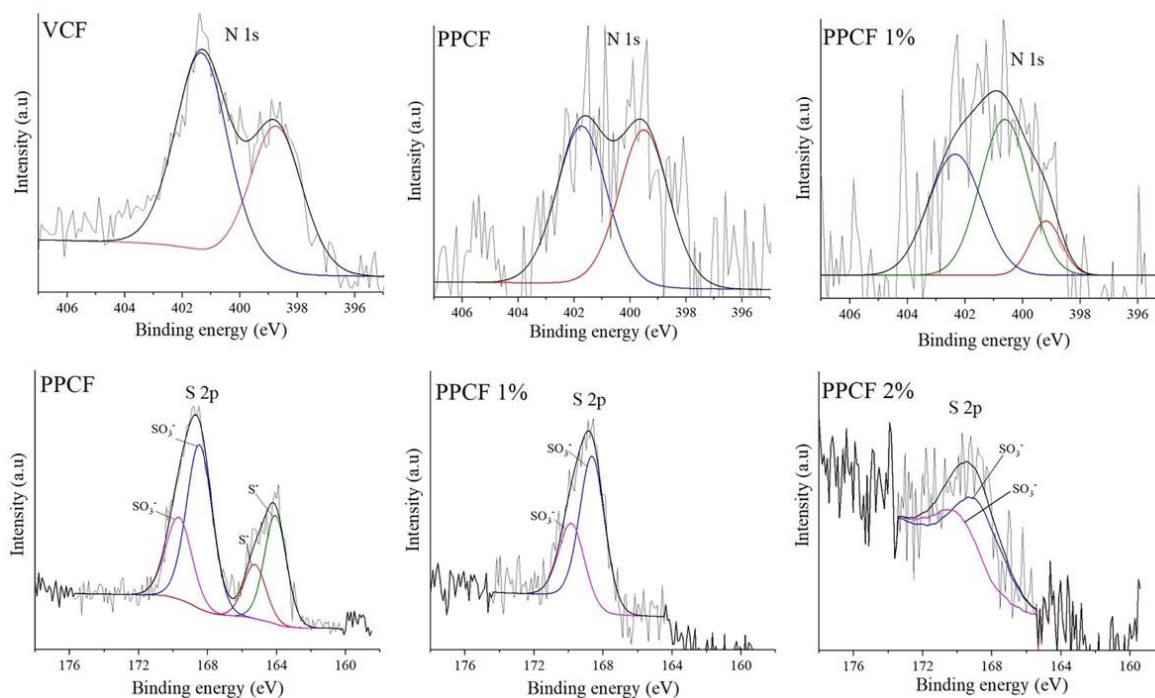 VCF
N 1s
Intensity (a.u)
406 404 402 400 398 396
Binding energy (eV)
PPCF
N 1s
Intensity (a.u)
406 404 402 400 398 396
Binding energy (eV)
PPCF 1%
N 1s
Intensity (a.u)
406 404 402 400 398 396
Binding energy (eV)
PPCF
S 2p
SO₃⁻
SO₃⁻
S⁻
S⁻
Intensity (a.u)
176 172 168 164 160
Binding energy (eV)
PPCF 1%
S 2p
SO₃⁻
SO₃⁻
Intensity (a.u)
176 172 168 164 160
Binding energy (eV)
PPCF 2%
S 2p
SO₃⁻
SO₃⁻
Intensity (a.u)
176 172 168 164 160
Binding energy (eV)